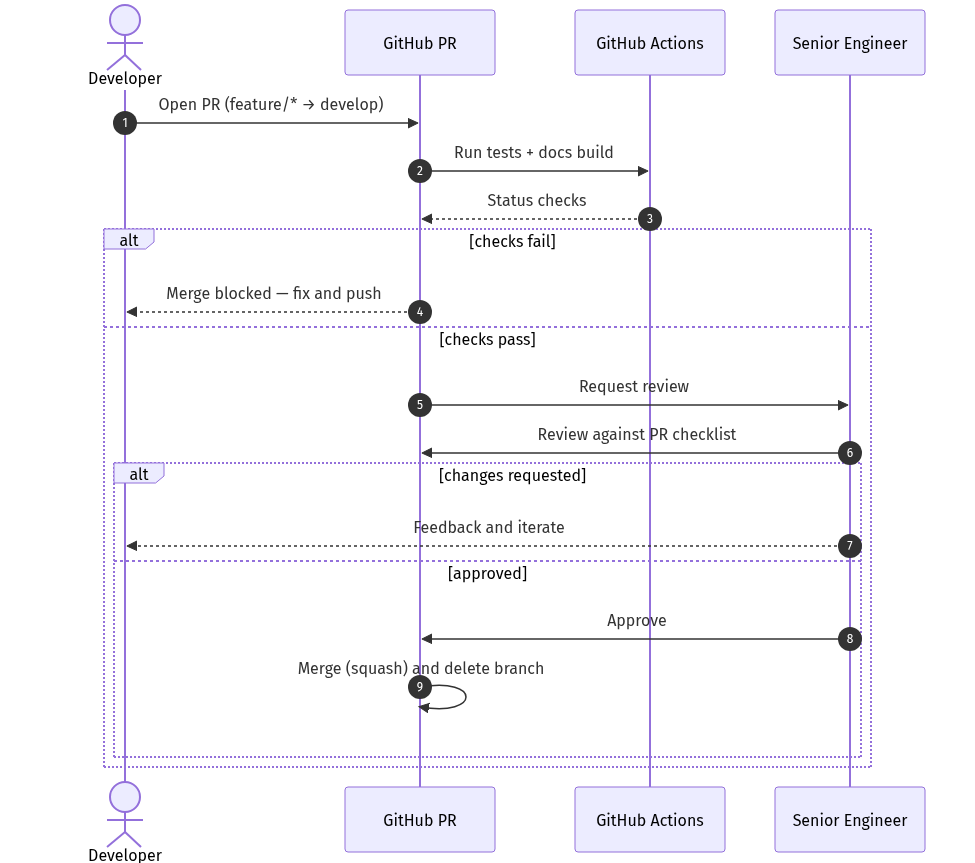 Developer
GitHub PR
GitHub Actions
Senior Engineer
Open PR (feature/* → develop)
1
Run tests + docs build
2
Status checks
3
alt
[checks fail]
Merge blocked — fix and push
4
[checks pass]
Request review
5
Review against PR checklist
6
alt
[changes requested]
Feedback and iterate
7
[approved]
Approve
8
Merge (squash) and delete branch
9
Developer
GitHub PR
GitHub Actions
Senior Engineer